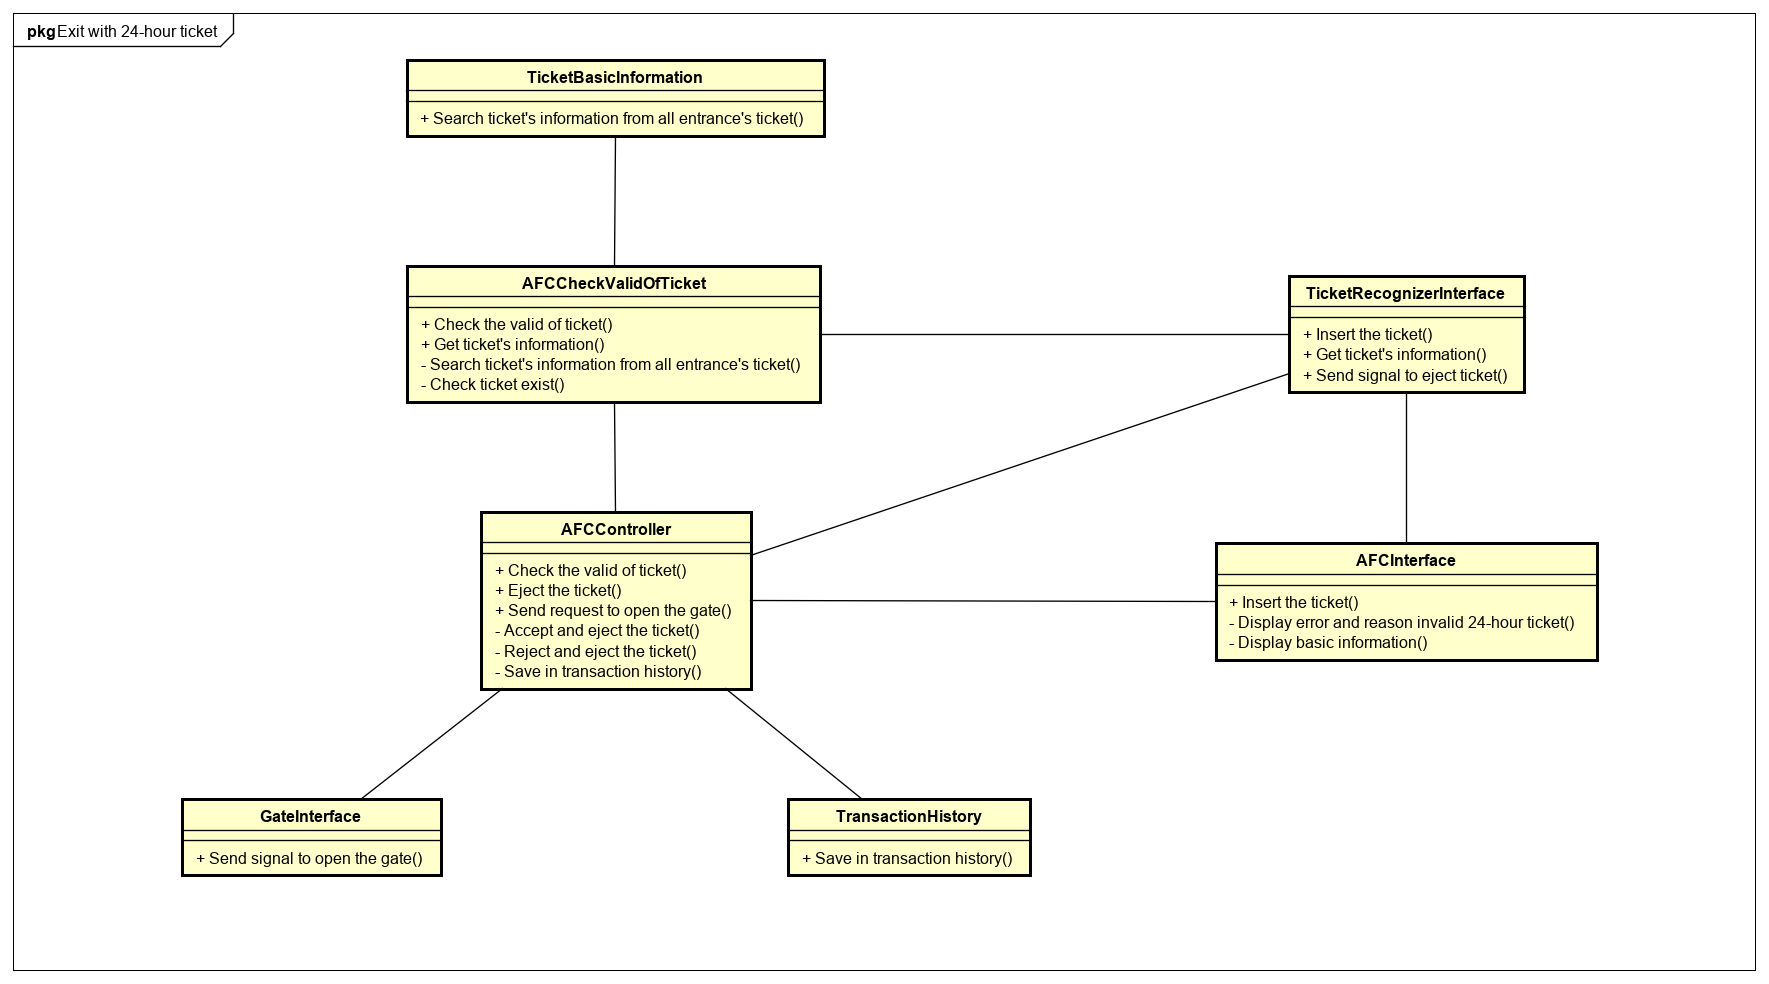 pkg Exit with 24-hour ticket
TicketBasicInformation
+ Search ticket's information from all entrance's ticket()
AFCCheckValidOfTicket
+ Check the valid of ticket()
+ Get ticket's information()
- Search ticket's information from all entrance's ticket()
- Check ticket exist()
TicketRecognizerInterface
+ Insert the ticket()
+ Get ticket's information()
+ Send signal to eject ticket()
AFCController
+ Check the valid of ticket()
+ Eject the ticket()
+ Send request to open the gate()
- Accept and eject the ticket()
- Reject and eject the ticket()
- Save in transaction history()
AFCInterface
+ Insert the ticket()
- Display error and reason invalid 24-hour ticket()
- Display basic information()
GateInterface
+ Send signal to open the gate()
TransactionHistory
+ Save in transaction history()